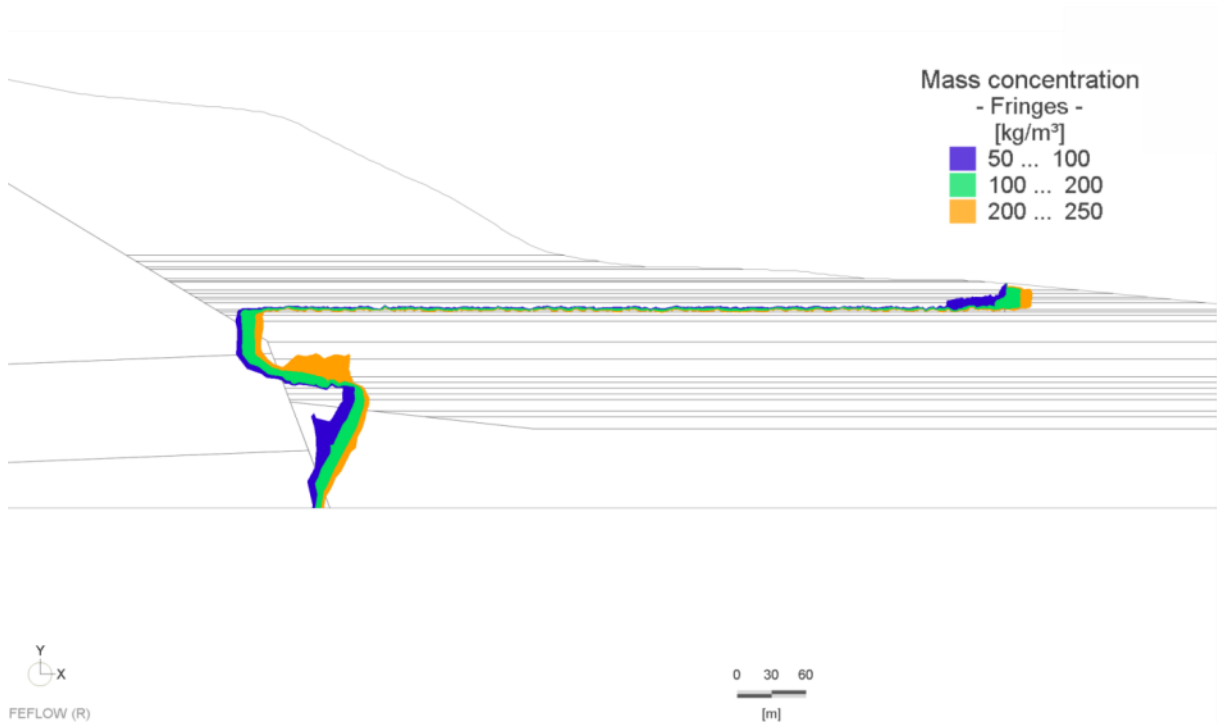 Mass concentration
- Fringes -
[kg/m³]
50 ... 100
100 ... 200
200 ... 250
Y
X
0 30 60
[m]
FEFLOW (R)